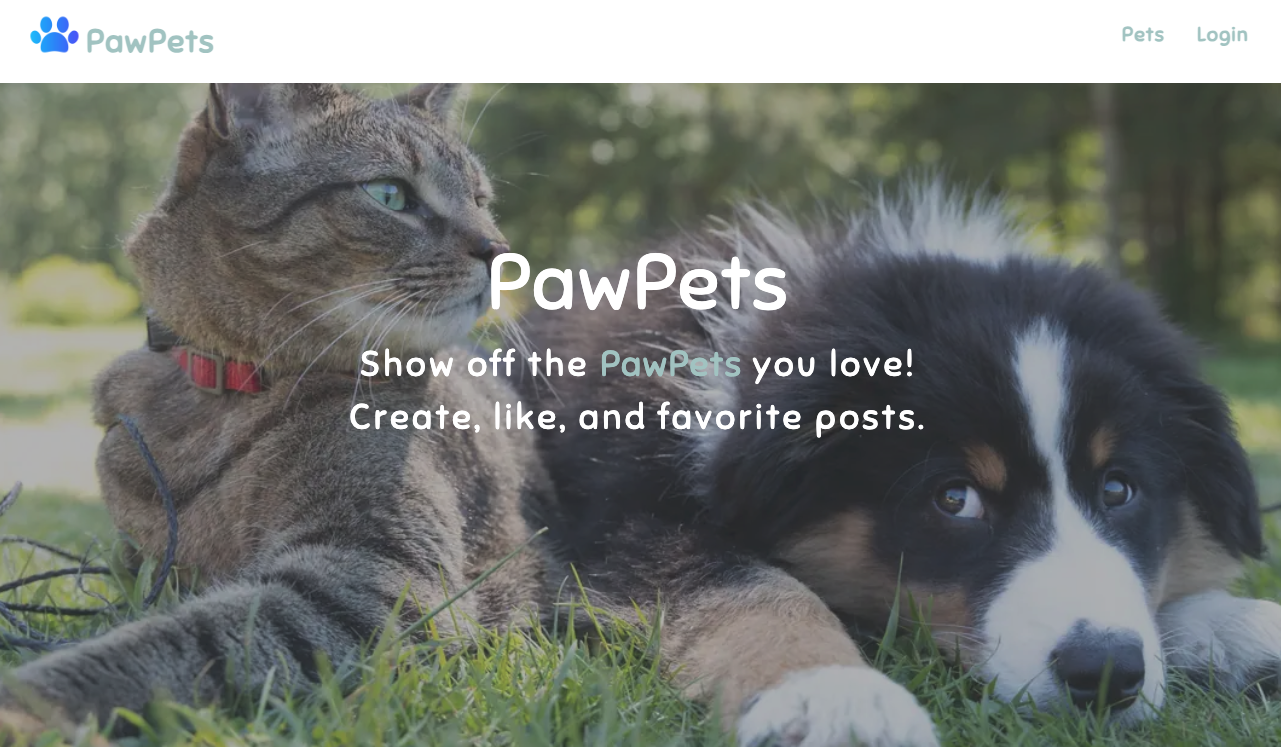 PawPets
Pets
Login
PawPets
Show off the PawPets you love!
Create, like, and favorite posts.